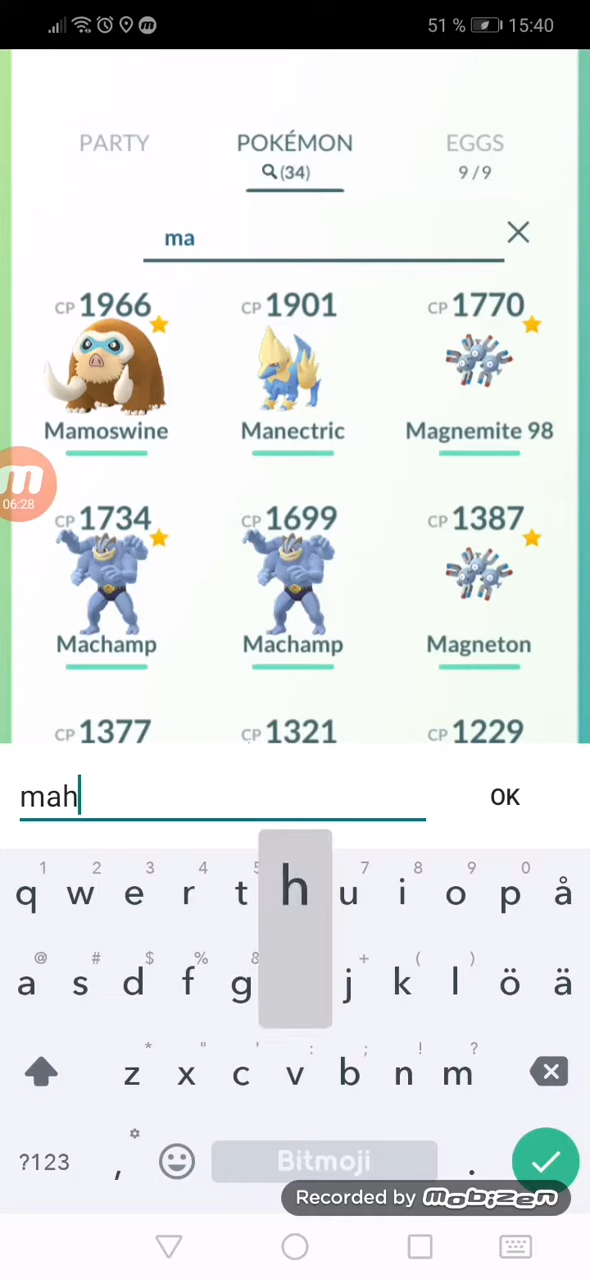 51 % 15:40
PARTY POKÉMON EGGS
(34) 9 / 9
ma
CP 1966 CP 1901 CP 1770
Mamoswine Manectric Magnemite 98
06:28
CP 1734 CP 1699 CP 1387
Machamp Machamp Magneton
CP 1377 CP 1321 CP 1229
mah OK
1 2 3 4 5 7 8 9 0
q w e r t h u i o p å
@ # $ % & + ( )
a s d f g j k l ö ä
* " ' : ; ! ?
z x c v b n m
?123 , Bitmoji .
Recorded by mobizen